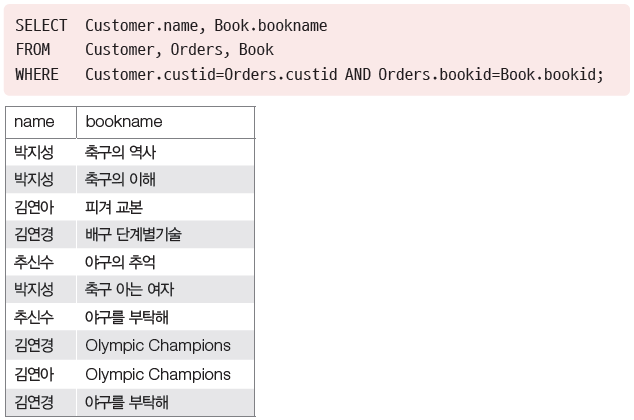 SELECT Customer.name, Book.bookname
FROM Customer, Orders, Book
WHERE Customer.custid=Orders.custid AND Orders.bookid=Book.bookid;
name bookname
박지성 축구의 역사
박지성 축구의 이해
김연아 피겨 교본
김연경 배구 단계별기술
추신수 야구의 추억
박지성 축구 아는 여자
추신수 야구를 부탁해
김연경 Olympic Champions
김연아 Olympic Champions
김연경 야구를 부탁해